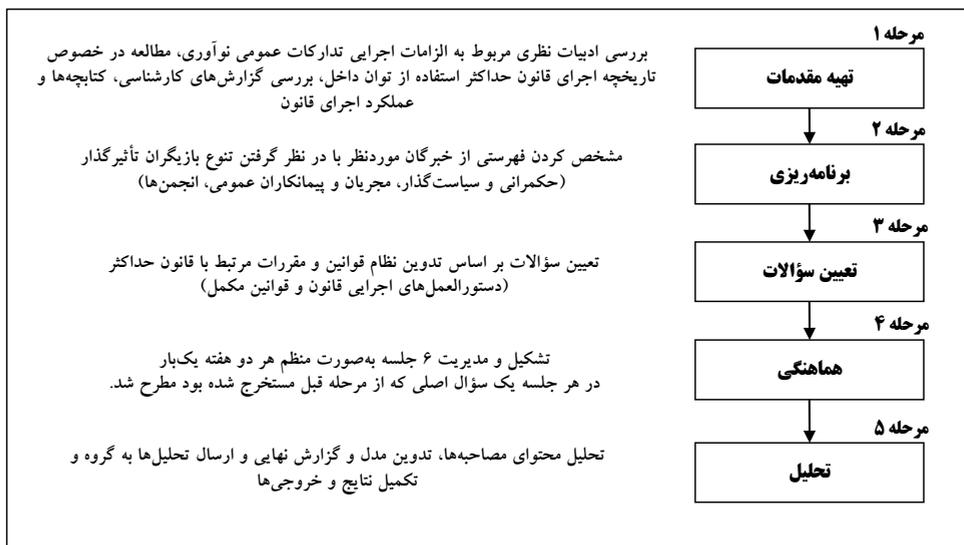 مرحله ۱
تهیه مقدمات
بررسی ادبیات نظری مربوط به الزامات اجرایی تدارکات عمومی نوآوری، مطالعه در خصوص
تاریخچه اجرای قانون حداکثر استفاده از توان داخل، بررسی گزارش‌های کارشناسی، کتابچه‌ها و
عملکرد اجرای قانون
مرحله ۲
برنامه‌ریزی
مشخص کردن فهرستی از خبرگان موردنظر با در نظر گرفتن تنوع بازیگران تأثیرگذار
(حکمرانی و سیاست‌گذار، مجریان و پیمانکاران عمومی، انجمن‌ها)
مرحله ۳
تعیین سؤالات
تعیین سؤالات بر اساس تدوین نظام قوانین و مقررات مرتبط با قانون حداکثر
(دستورالعمل‌های اجرایی قانون و قوانین مکمل)
مرحله ۴
هماهنگی
تشکیل و مدیریت ۶ جلسه به‌صورت منظم هر دو هفته یک‌بار
در هر جلسه یک سؤال اصلی که از مرحله قبل مستخرج شده بود مطرح شد.
مرحله ۵
تحلیل
تحلیل محتوای مصاحبه‌ها، تدوین مدل و گزارش نهایی و ارسال تحلیل‌ها به گروه و
تکمیل نتایج و خروجی‌ها